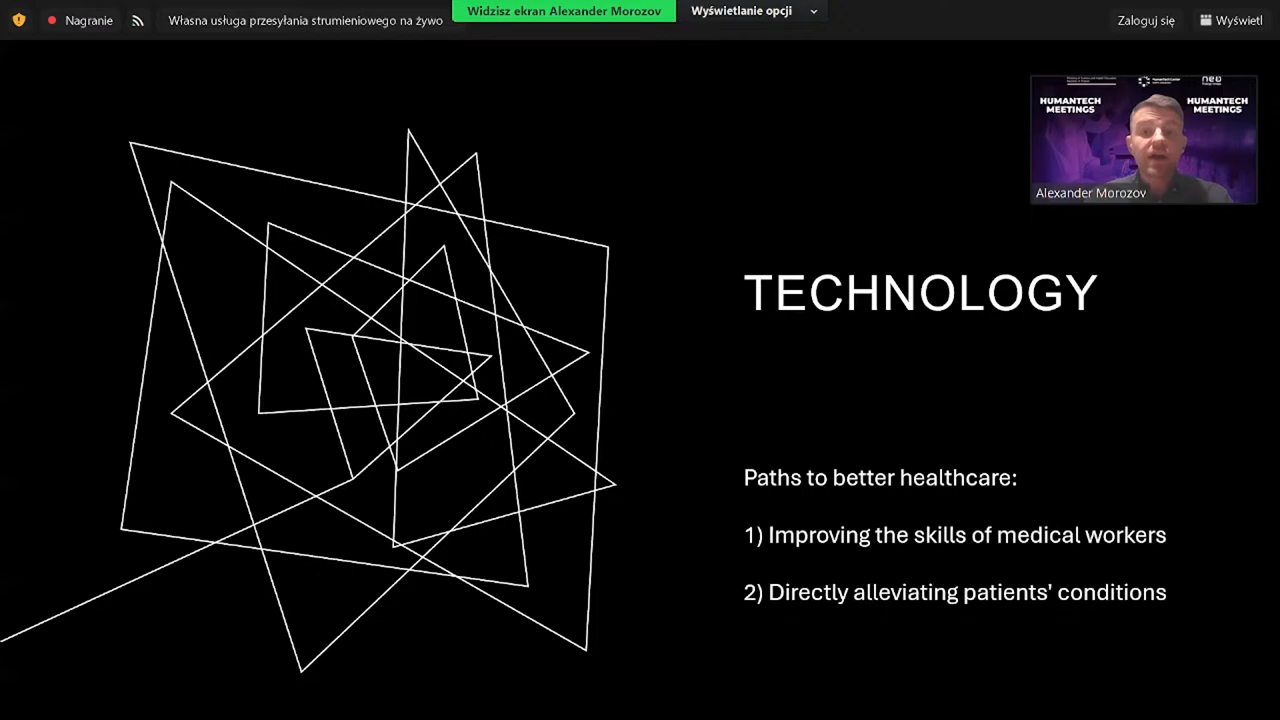 Nagranie
Własna usługa przesyłania strumieniowego na żywo
Widzisz ekran Alexander Morozov
Wyświetlanie opcji
Zaloguj się
Wyświetl
HUMANTECH
MEETINGS
HUMANTECH
MEETINGS
Alexander Morozov
TECHNOLOGY
Paths to better healthcare:
1) Improving the skills of medical workers
2) Directly alleviating patients' conditions